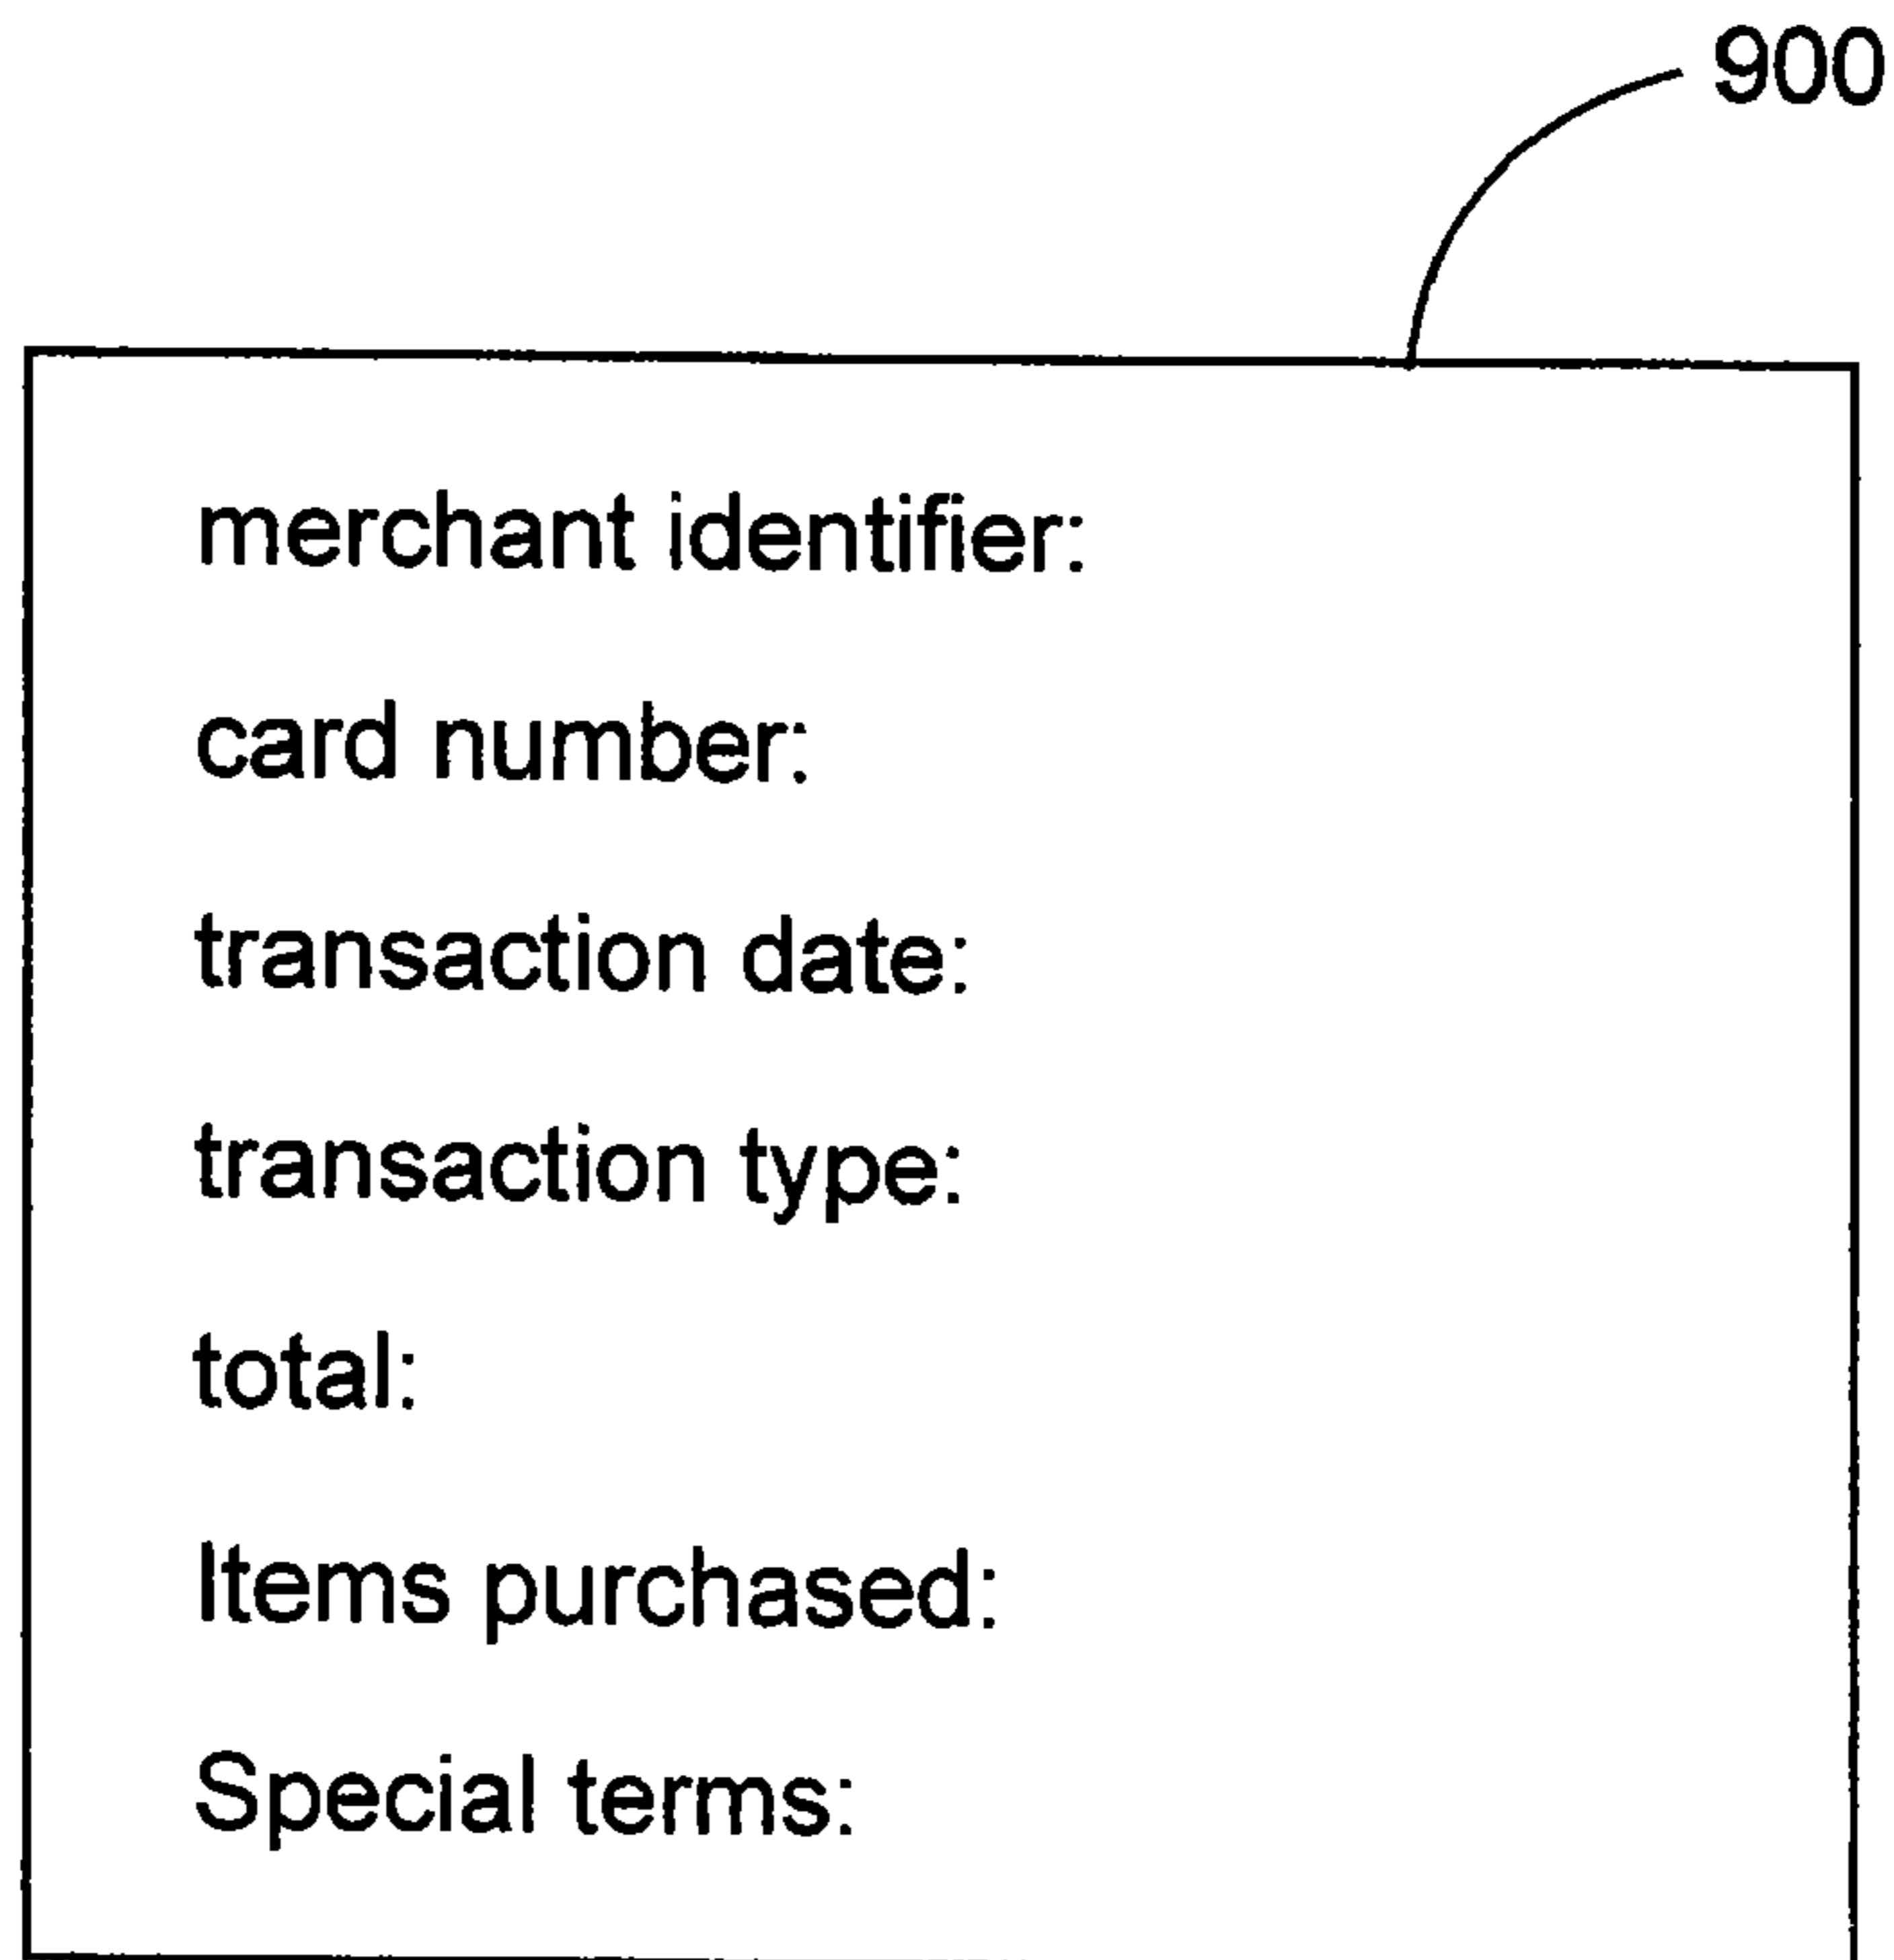 900
merchant identifier:
card number:
transaction date:
transaction type:
total:
Items purchased:
Special terms: